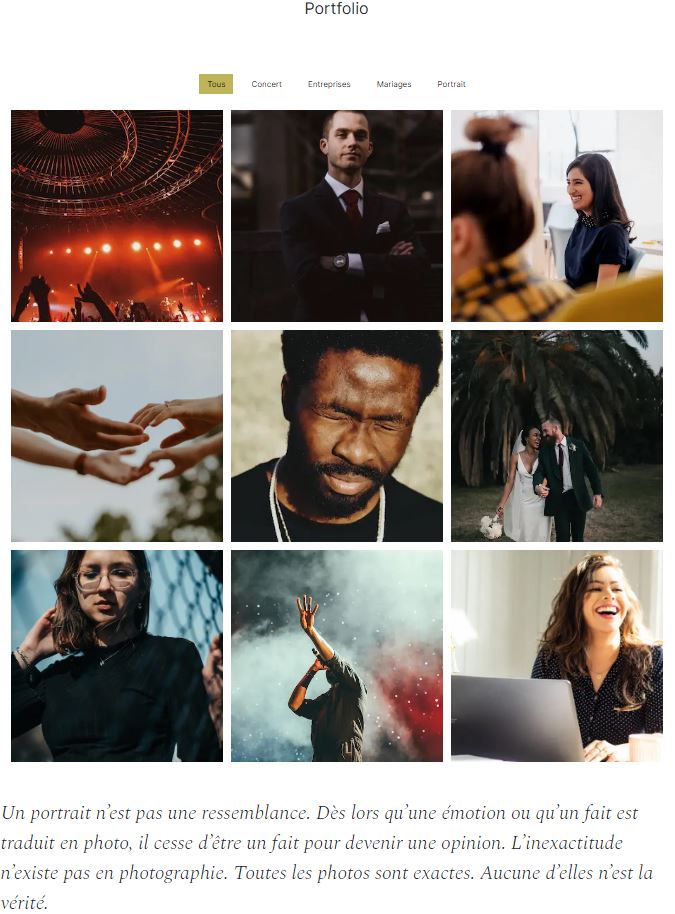 Portfolio
Tous Concert Entreprises Mariages Portrait
Un portrait n’est pas une ressemblance. Dès lors qu’une émotion ou qu’un fait est
traduit en photo, il cesse d’être un fait pour devenir une opinion. L’inexactitude
n’existe pas en photographie. Toutes les photos sont exactes. Aucune d’elles n’est la
vérité.